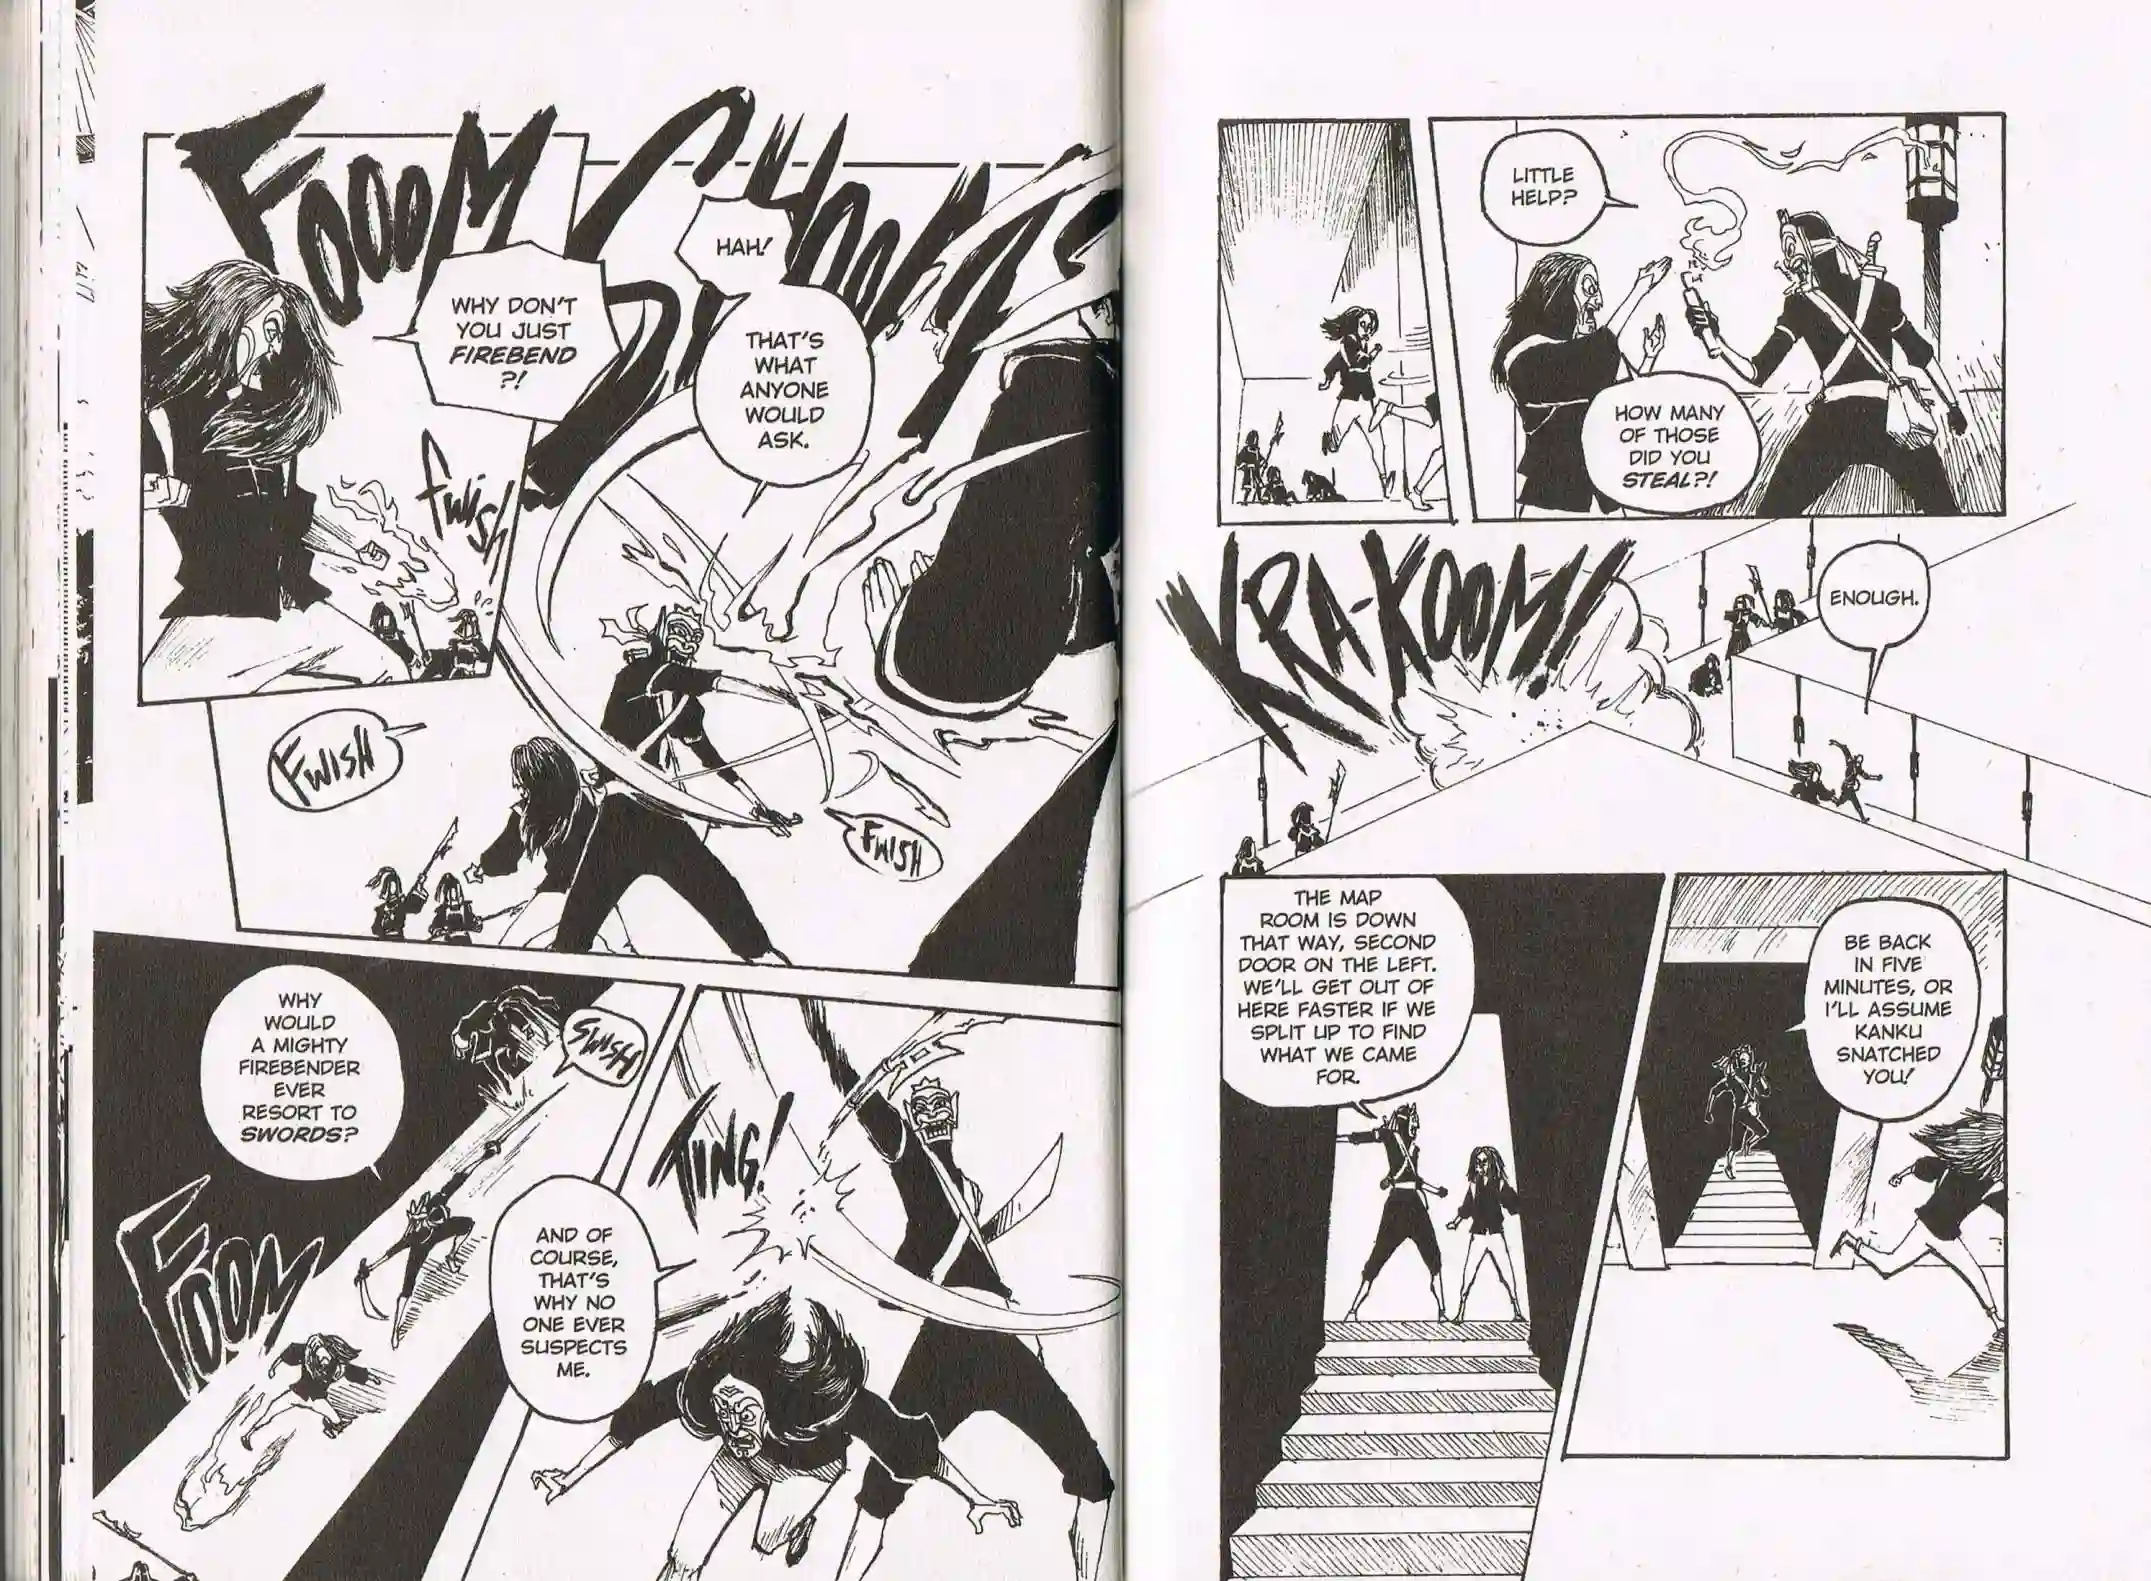 FOOOM
WHY DON'T
YOU JUST
FIREBEND
?!
FWISH
SHOOM
HAH!
THAT'S
WHAT
ANYONE
WOULD
ASK.
FWISH
FWISH
WHY
WOULD
A MIGHTY
FIREBENDER
EVER
RESORT TO
SWORDS?
SWISH
FOOM
TING!
AND OF
COURSE,
THAT'S
WHY NO
ONE EVER
SUSPECTS
ME.
LITTLE
HELP?
HOW MANY
OF THOSE
DID YOU
STEAL?!
KRA-KOOM!
ENOUGH.
THE MAP
ROOM IS DOWN
THAT WAY, SECOND
DOOR ON THE LEFT.
WE'LL GET OUT OF
HERE FASTER IF WE
SPLIT UP TO FIND
WHAT WE CAME
FOR.
BE BACK
IN FIVE
MINUTES, OR
I'LL ASSUME
KANKU
SNATCHED
YOU!